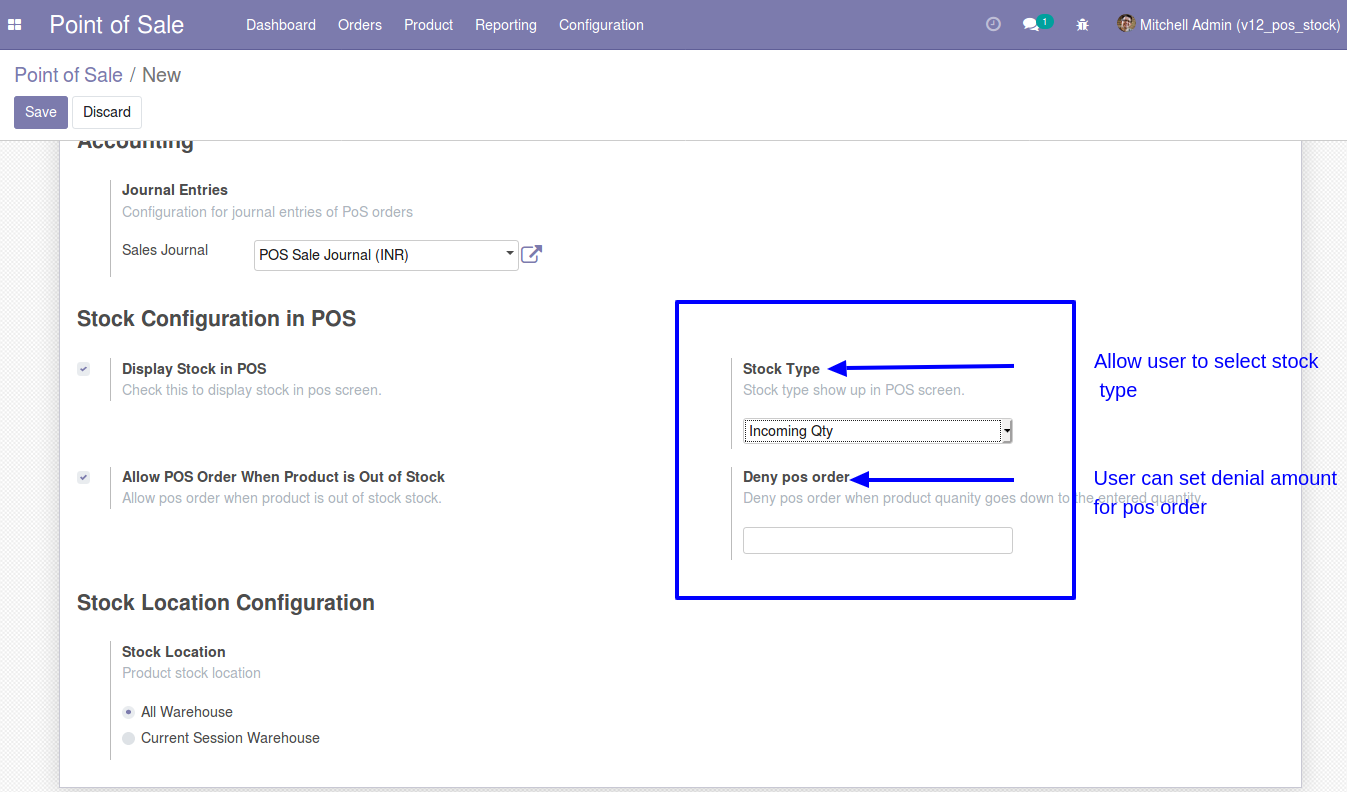 Point of Sale Dashboard Orders Product Reporting Configuration 1 Mitchell Admin (v12_pos_stock)
Point of Sale / New
Save Discard
Accounting
Journal Entries
Configuration for journal entries of PoS orders
Sales Journal POS Sale Journal (INR)
Stock Configuration in POS
Display Stock in POS
Check this to display stock in pos screen.
Stock Type
Stock type show up in POS screen.
Incoming Qty
Allow user to select stock
type
Allow POS Order When Product is Out of Stock
Allow pos order when product is out of stock stock.
Deny pos order
Deny pos order when product quanity goes down to the entered quantity.
User can set denial amount
for pos order
Stock Location Configuration
Stock Location
Product stock location
All Warehouse
Current Session Warehouse